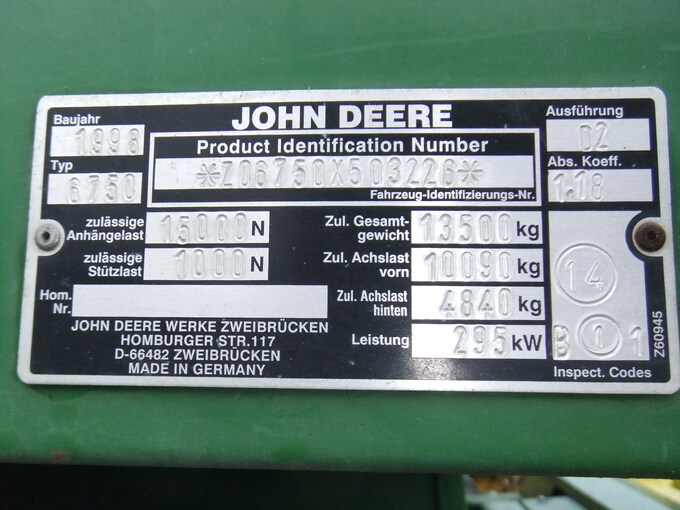 JOHN DEERE
Baujahr
1998
Typ
6750
Product Identification Number
*Z06750X503226*
Fahrzeug-Identifizierungs-Nr.
Ausführung
D2
Abs. Koeff.
1.18
zulässige
Anhängelast 15000 N
zulässige
Stützlast 1000 N
Hom.
Nr.
JOHN DEERE WERKE ZWEIBRÜCKEN
HOMBURGER STR.117
D-66482 ZWEIBRÜCKEN
MADE IN GERMANY
Zul. Gesamt-
gewicht 13500 kg
Zul. Achslast
vorn 10090 kg
Zul. Achslast
hinten 4840 kg
Leistung 295 kW
14
B 1 1
Inspect. Codes
Z60945